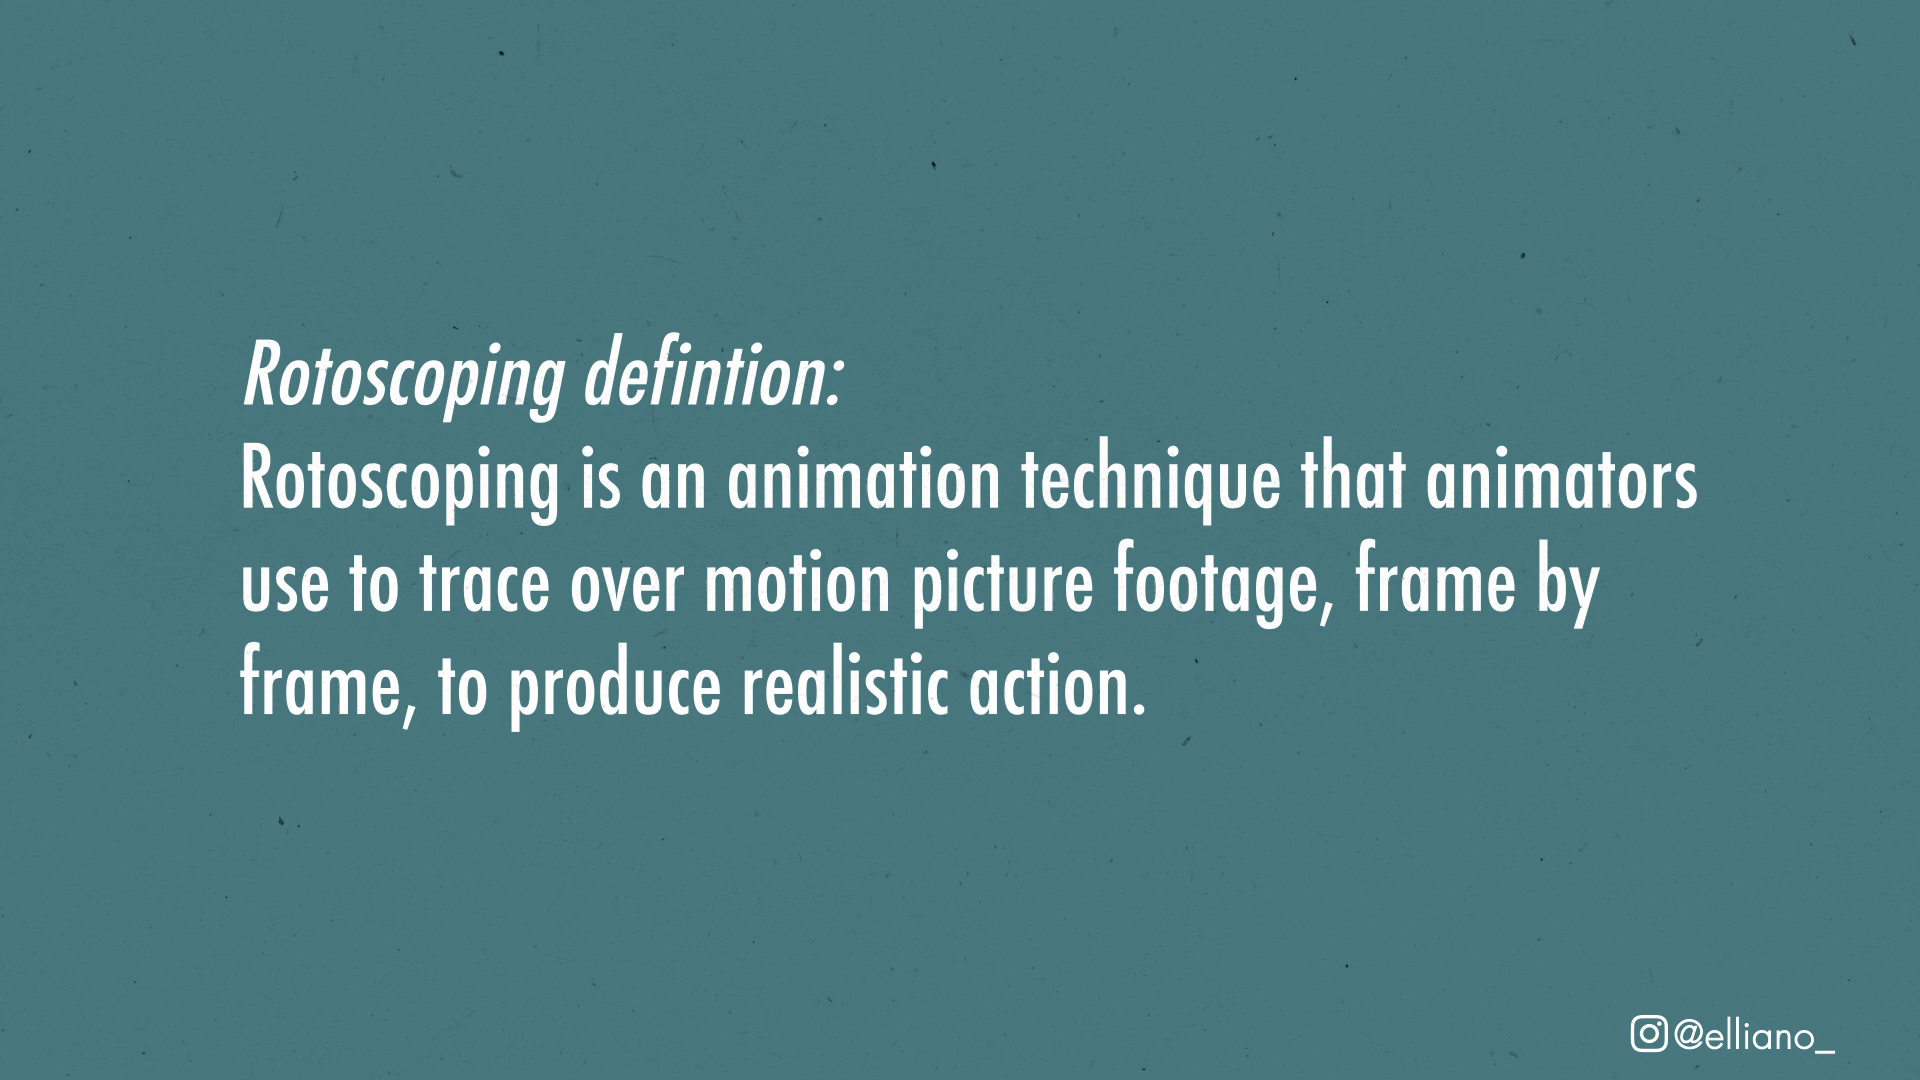 Rotoscoping defintion:
Rotoscoping is an animation technique that animators
use to trace over motion picture footage, frame by
frame, to produce realistic action.
@elliano_